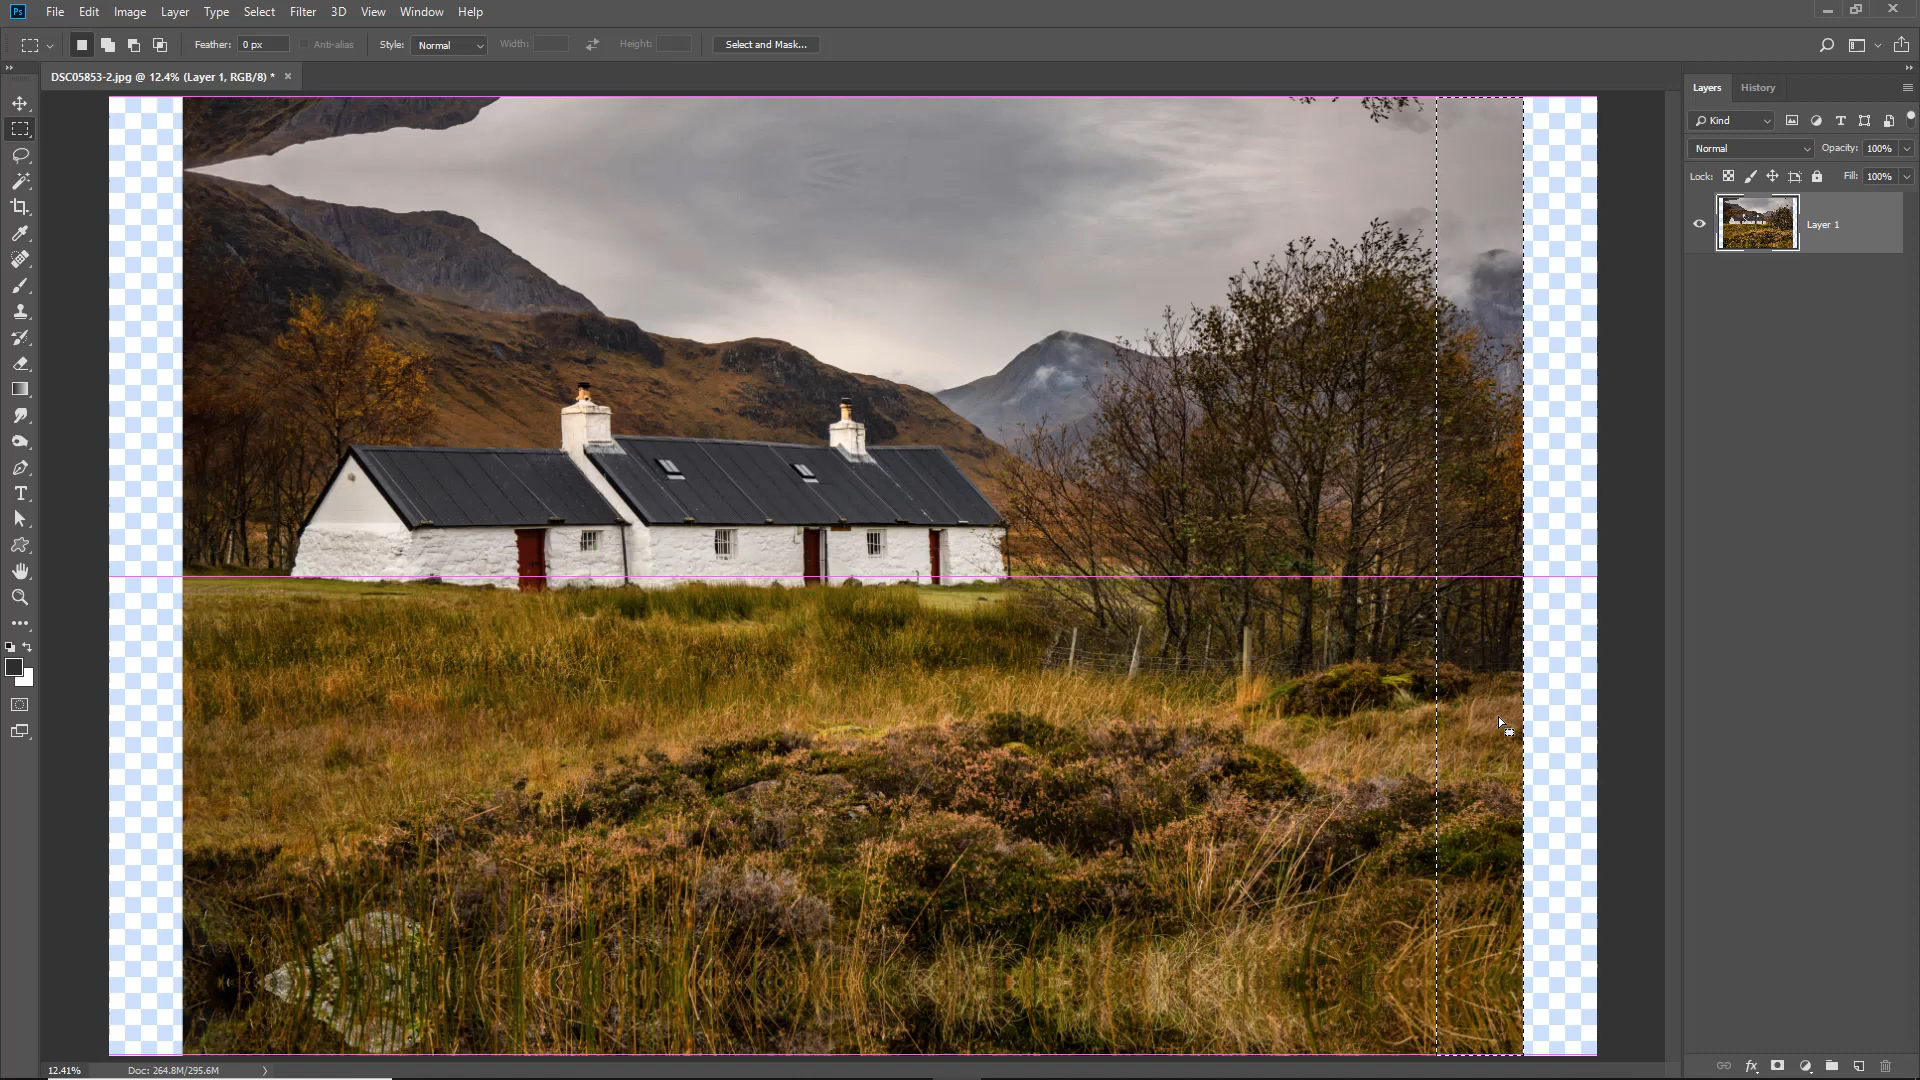 Ps File Edit Image Layer Type Select Filter 3D View Window Help
Feather: 0 px Anti-alias Style: Normal Width: Height: Select and Mask...
DSC05853-2.jpg @ 12.4% (Layer 1, RGB/8) * ×
Layers History
Kind
Normal Opacity: 100%
Lock: Fill: 100%
Layer 1
12.41% Doc: 264.8M/295.6M